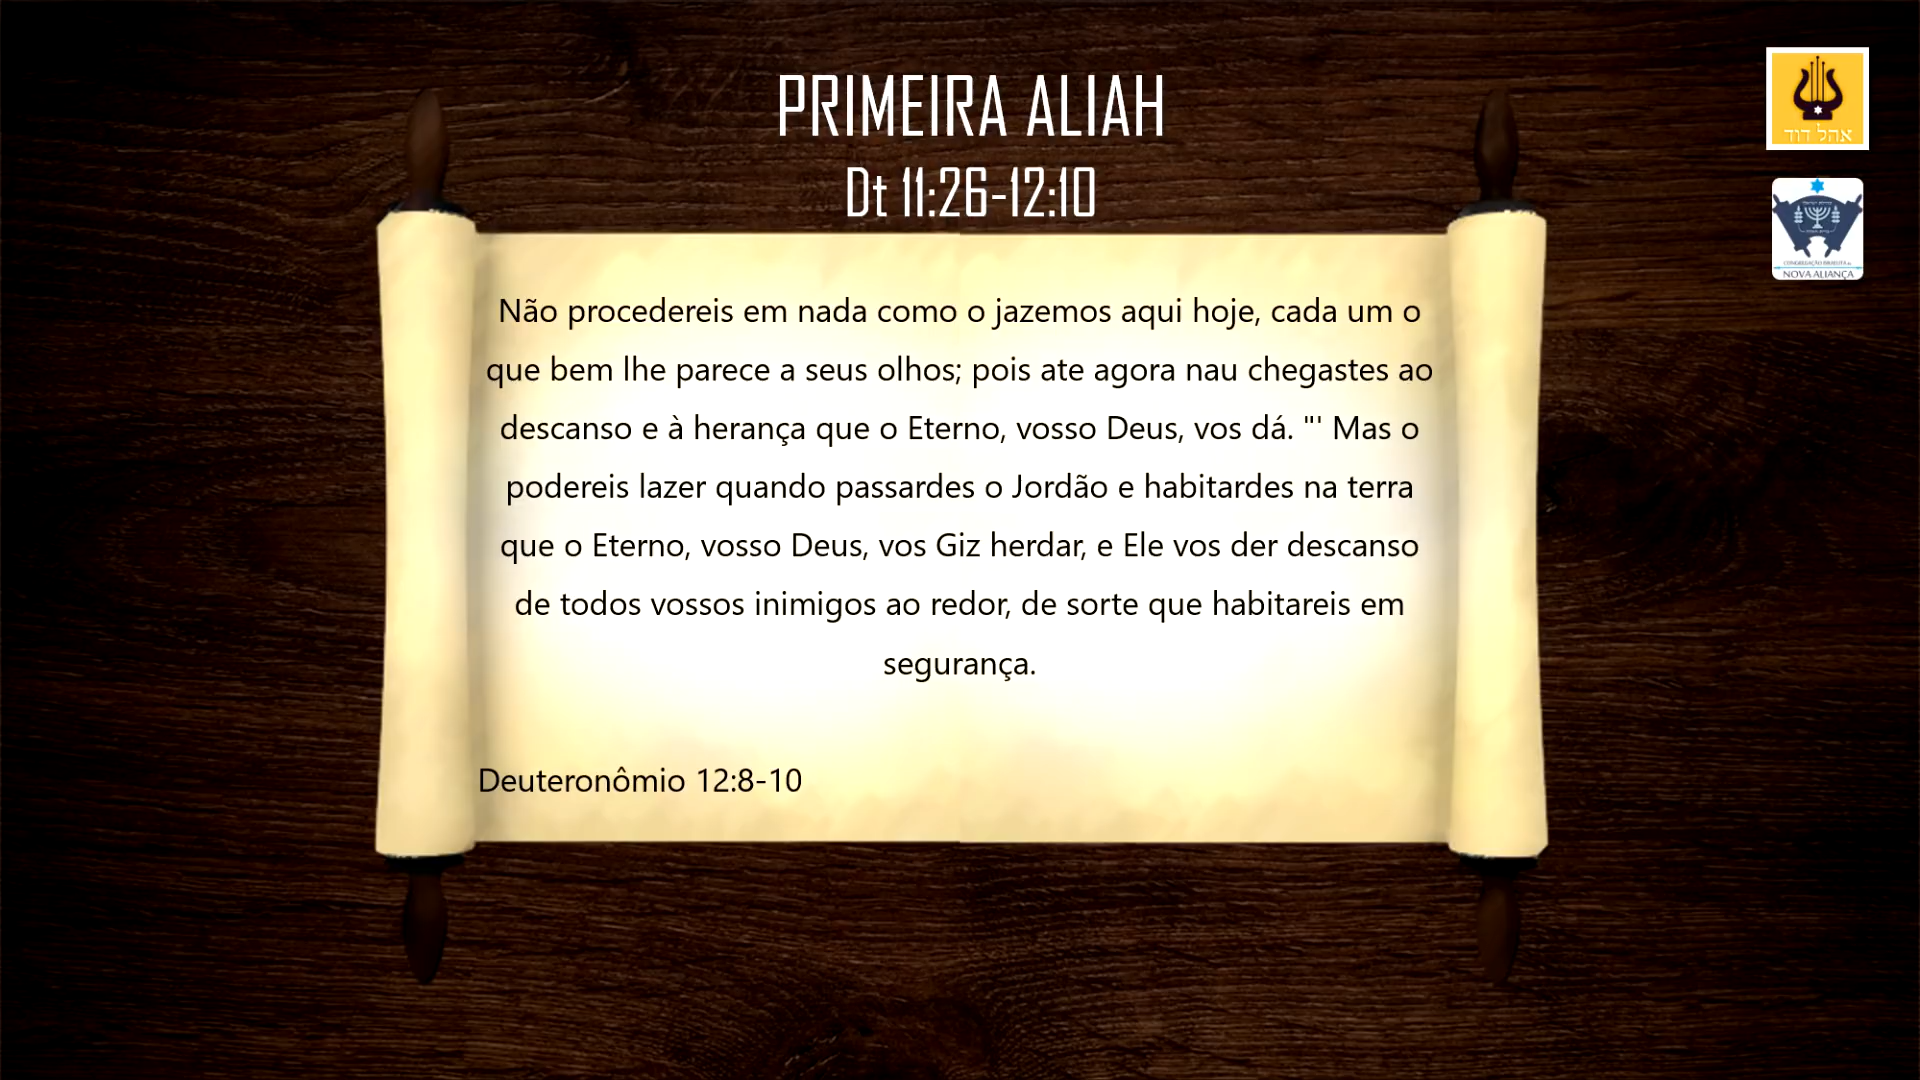 PRIMEIRA ALIAH
Dt 11:26-12:10
Não procedereis em nada como o jazemos aqui hoje, cada um o
que bem lhe parece a seus olhos; pois ate agora nau chegastes ao
descanso e à herança que o Eterno, vosso Deus, vos dá. "' Mas o
podereis lazer quando passardes o Jordão e habitardes na terra
que o Eterno, vosso Deus, vos Giz herdar, e Ele vos der descanso
de todos vossos inimigos ao redor, de sorte que habitareis em
segurança.
Deuteronômio 12:8-10
אהל דוד
NOVA ALIANÇA